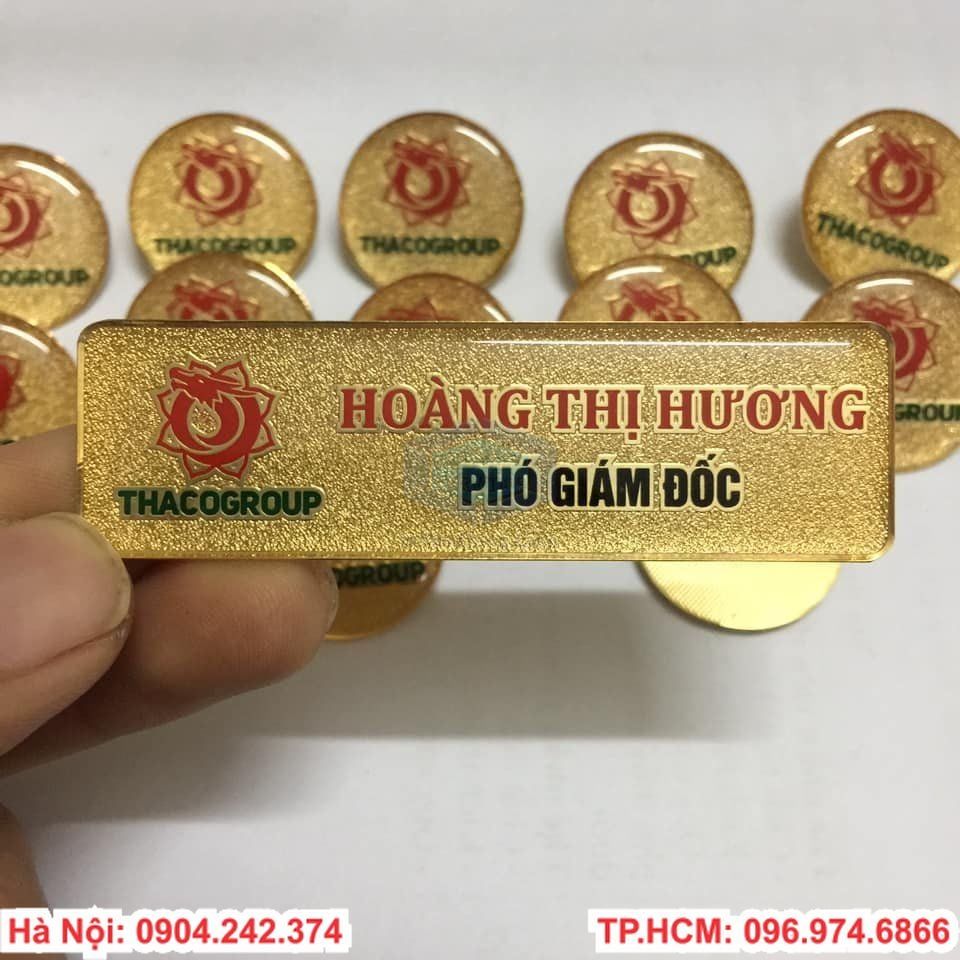 THACOGROUP
THACOGROUP
THACOGROUP
THACOGROUP
HOÀNG THỊ HƯƠNG
PHÓ GIÁM ĐỐC
THACOGROUP
Hà Nội: 0904.242.374
TP.HCM: 096.974.6866